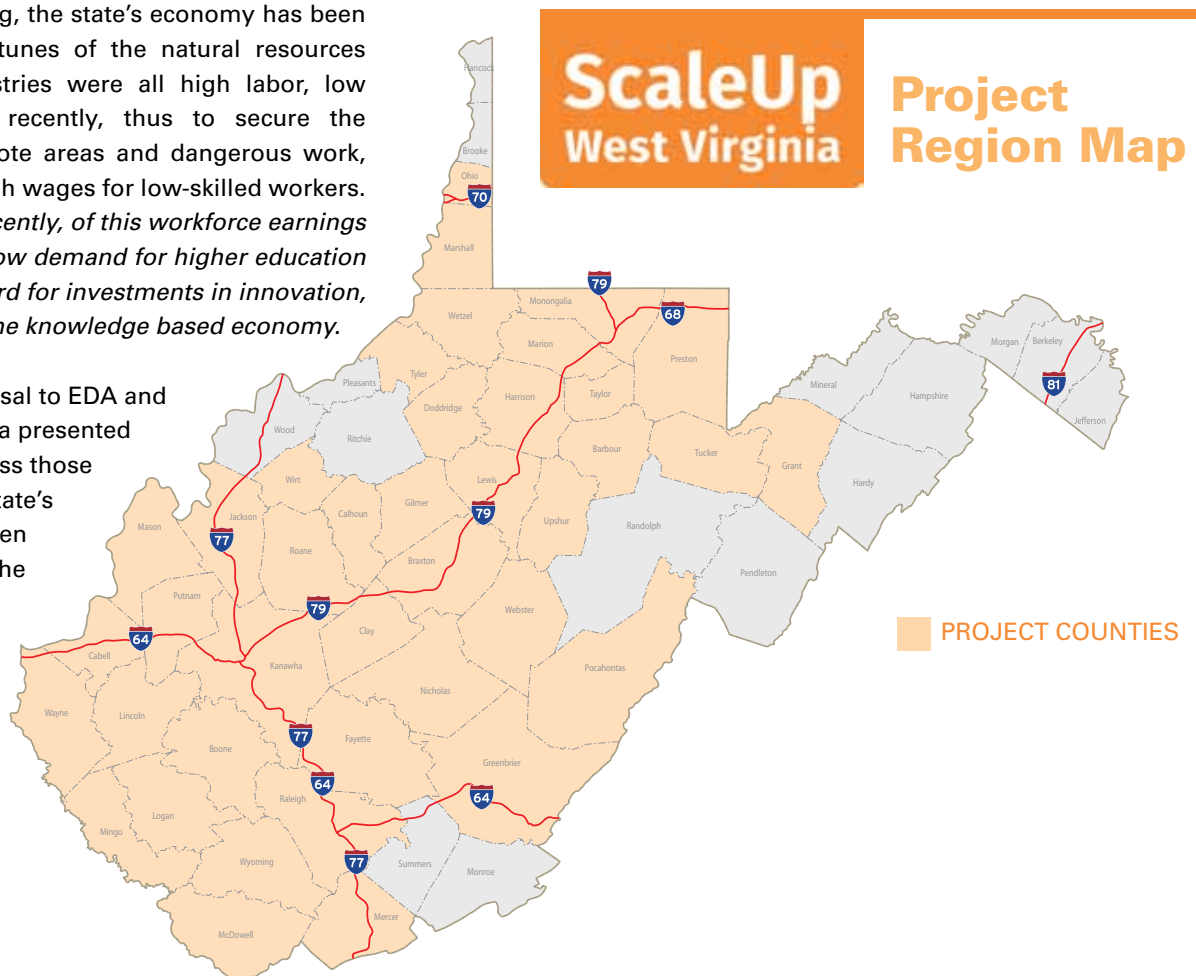 g, the state's economy has been
tunes of the natural resources
stries were all high labor, low
recently, thus to secure the
ote areas and dangerous work,
h wages for low-skilled workers.
cently, of this workforce earnings
ow demand for higher education
rd for investments in innovation,
he knowledge based economy.
sal to EDA and
a presented
ss those
tate's
en
he
ScaleUp
West Virginia
Project
Region Map
Hancock
Brooke
Ohio
70
Marshall
79
Wetzel
Monongalia
68
Marion
Preston
Tyler
Pleasants
Doddridge
Harrison
Taylor
Wood
Ritchie
Barbour
Tucker
Grant
Mineral
Hampshire
Morgan
Berkeley
81
Jefferson
Hardy
Wirt
Lewis
79
Gilmer
Calhoun
Upshur
Randolph
Pendleton
Mason
Jackson
77
Roane
Braxton
Putnam
79
Webster
Clay
64
Cabell
Kanawha
Nicholas
Pocahontas
PROJECT COUNTIES
Wayne
Lincoln
Boone
77
Fayette
Greenbrier
64
64
Raleigh
Logan
Mingo
Wyoming
77
Summers
Monroe
Mercer
McDowell